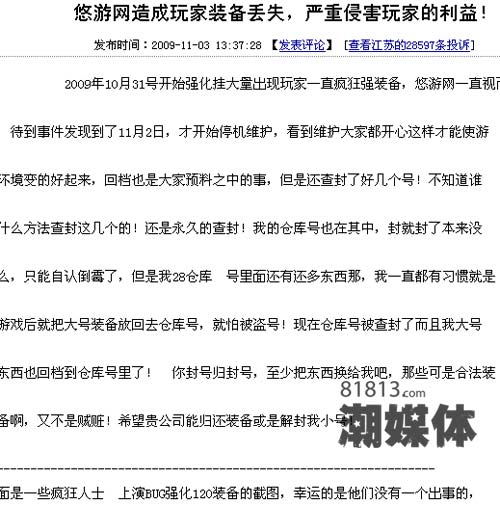 悠游网造成玩家装备丢失，严重侵害玩家的利益！
发布时间：2009-11-03 13:37:28 【发表评论】 [查看江苏的28597条投诉]
2009年10月31号开始强化挂大量出现玩家一直疯狂强装备，悠游网一直视而
待到事件发现到了11月2日，才开始停机维护，看到维护大家都开心这样才能使游
环境变的好起来，回档也是大家预料之中的事，但是还查封了好几个号！不知道谁
什么方法查封这几个的！还是永久的查封！我的仓库号也在其中，封就封了本来没
么，只能自认倒霉了，但是我28仓库 号里面还有还多东西那，我一直都有习惯就是
游戏后就把大号装备放回去仓库号，就怕被盗号！现在仓库号被查封了而且我大号
东西也回档到仓库号里了！ 你封号归封号，至少把东西换给我吧，那些可是合法装
备啊，又不是贼赃！希望贵公司能归还装备或是解封我小号！
81813.com
潮媒体
--------------------------------------------------------------
面是一些疯狂人士 上演BUG强化120装备的截图，幸运的是他们没有一个出事的，